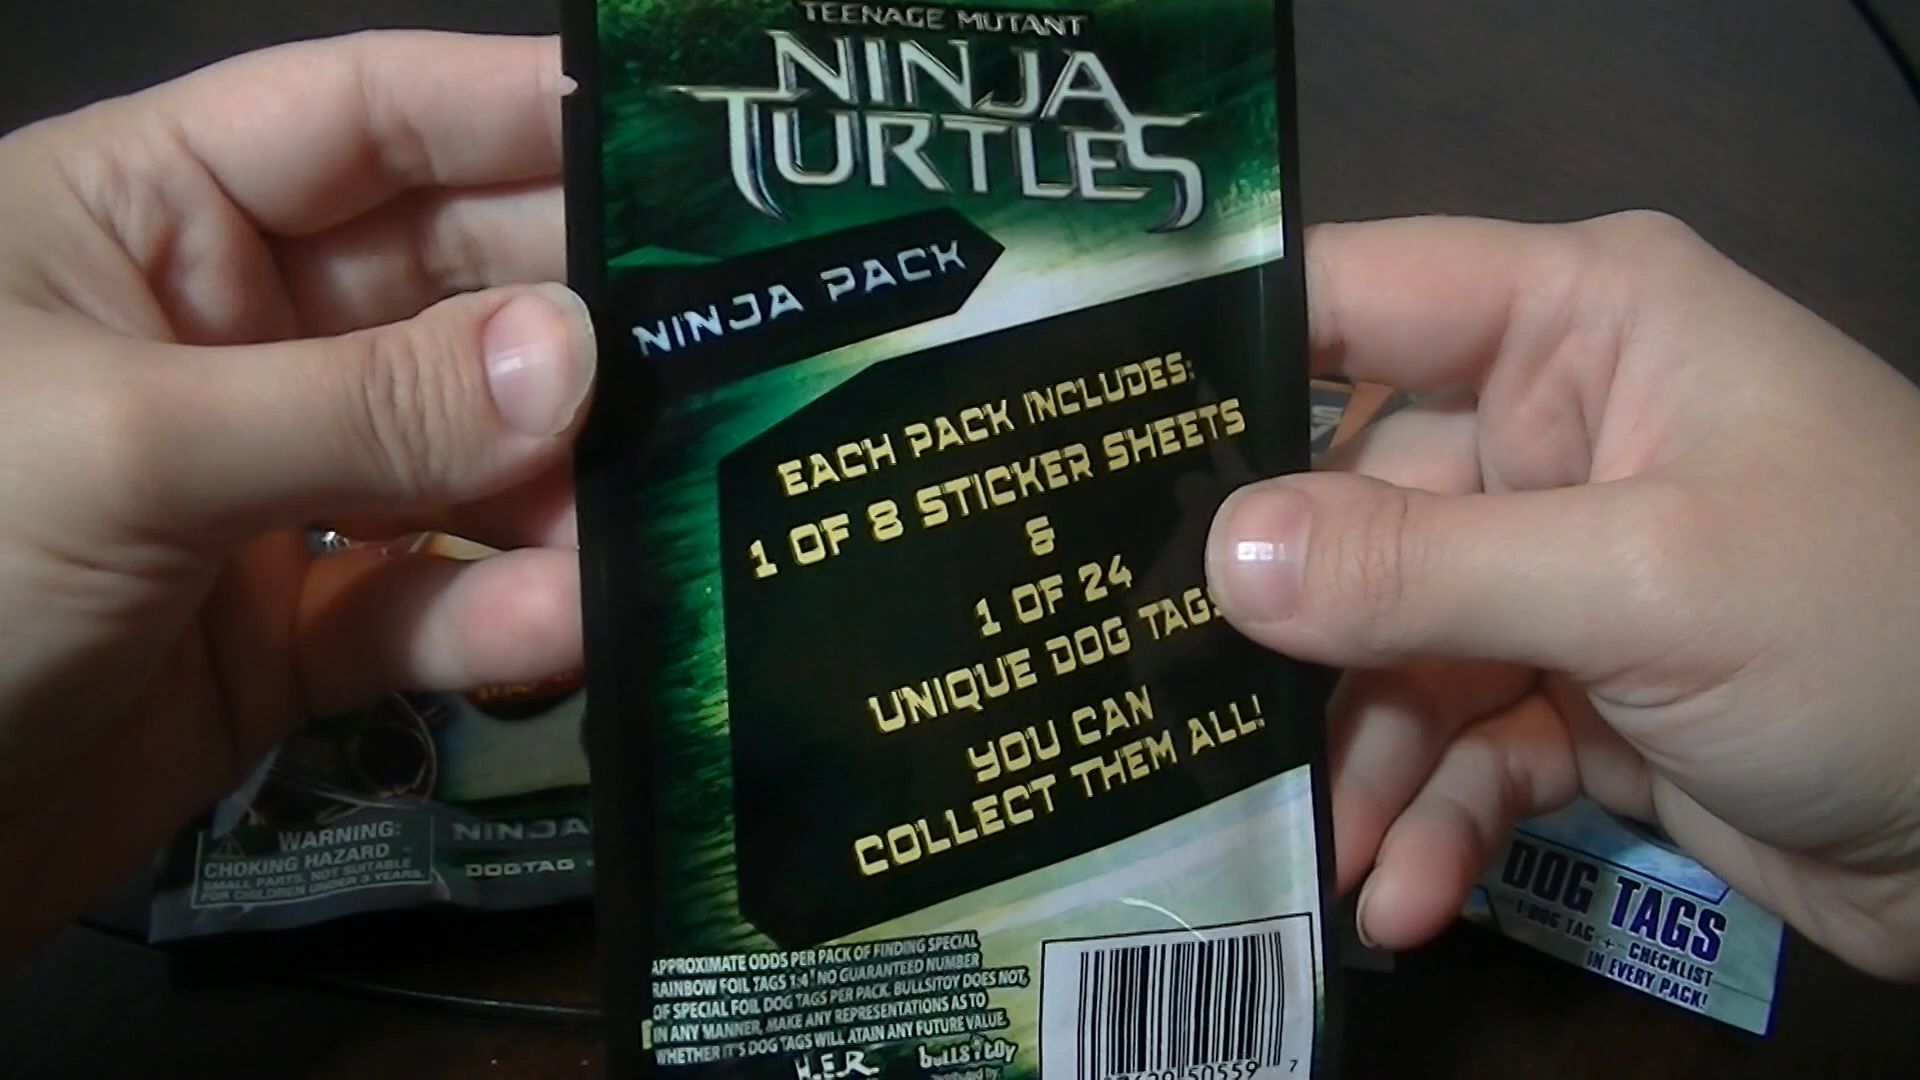 TEENAGE MUTANT
NINJA
TURTLES
NINJA PACK
EACH PACK INCLUDES:
1 OF 8 STICKER SHEETS
&
1 OF 24
UNIQUE DOG TAGS
YOU CAN
COLLECT THEM ALL!
APPROXIMATE ODDS PER PACK OF FINDING SPECIAL
RAINBOW FOIL TAGS 1:4 NO GUARANTEED NUMBER
OF SPECIAL FOIL DOG TAGS PER PACK. BULLSITOY DOES NOT,
IN ANY MANNER, MAKE ANY REPRESENTATIONS AS TO
WHETHER IT'S DOG TAGS WILL ATAIN ANY FUTURE VALUE.
H.E.R.
bulls i toy
50559 7
WARNING:
CHOKING HAZARD -
SMALL PARTS. NOT SUITABLE
FOR CHILDREN UNDER 3 YEARS.
NINJA
DOGTAG
DOG TAGS
1 DOG TAG + CHECKLIST
IN EVERY PACK!